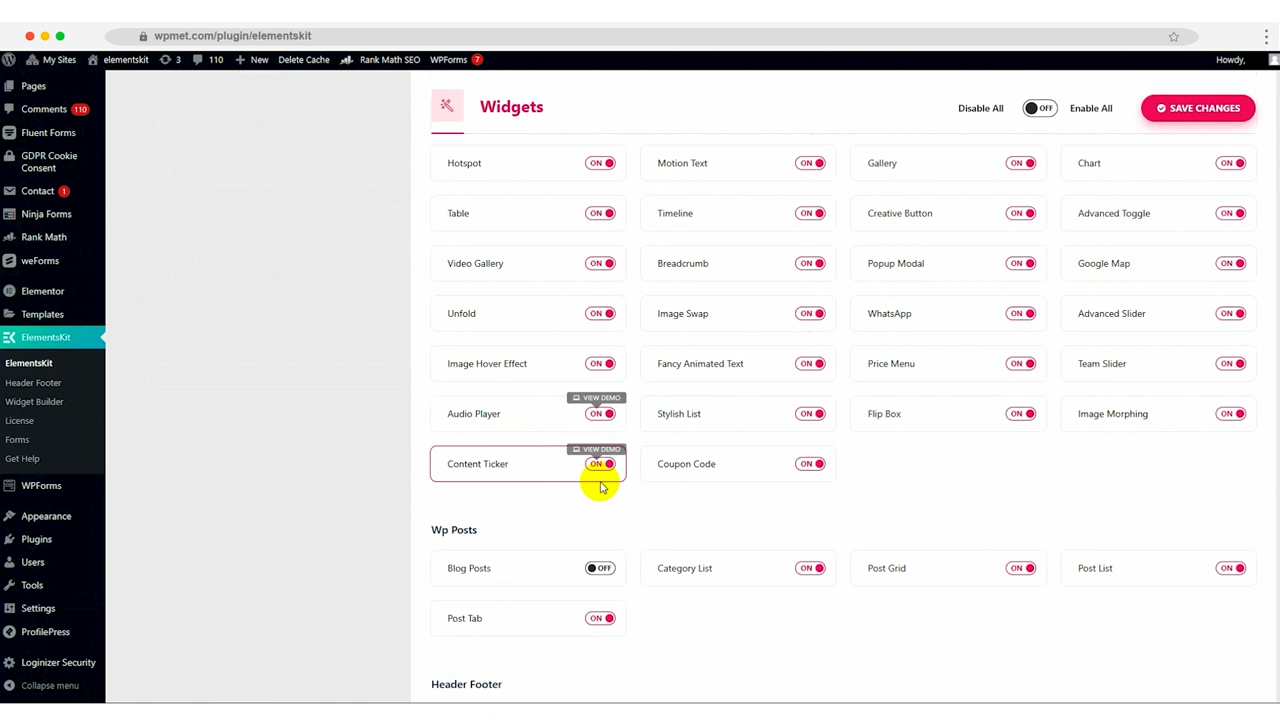 wpmet.com/plugin/elementskit
My Sites elementskit 3 110 New Delete Cache Rank Math SEO WPForms 7 Howdy,
Pages
Comments 110
Fluent Forms
GDPR Cookie
Consent
Contact 1
Ninja Forms
Rank Math
weForms
Elementor
Templates
ElementsKit
ElementsKit
Header Footer
Widget Builder
License
Forms
Get Help
WPForms
Appearance
Plugins
Users
Tools
Settings
ProfilePress
Loginizer Security
Collapse menu
Widgets Disable All OFF Enable All SAVE CHANGES
Hotspot ON Motion Text ON Gallery ON Chart ON
Table ON Timeline ON Creative Button ON Advanced Toggle ON
Video Gallery ON Breadcrumb ON Popup Modal ON Google Map ON
Unfold ON Image Swap ON WhatsApp ON Advanced Slider ON
Image Hover Effect ON Fancy Animated Text ON Price Menu ON Team Slider ON
VIEW DEMO
Audio Player ON Stylish List ON Flip Box ON Image Morphing ON
VIEW DEMO
Content Ticker ON Coupon Code ON
Wp Posts
Blog Posts OFF Category List ON Post Grid ON Post List ON
Post Tab ON
Header Footer